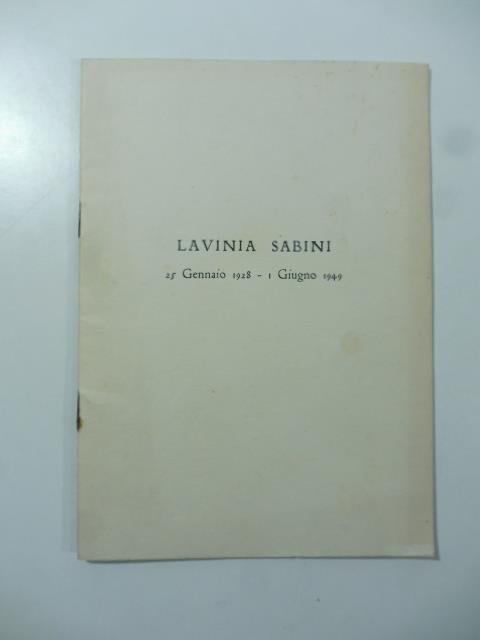 LAVINIA SABINI
25 Gennaio 1928 - 1 Giugno 1949